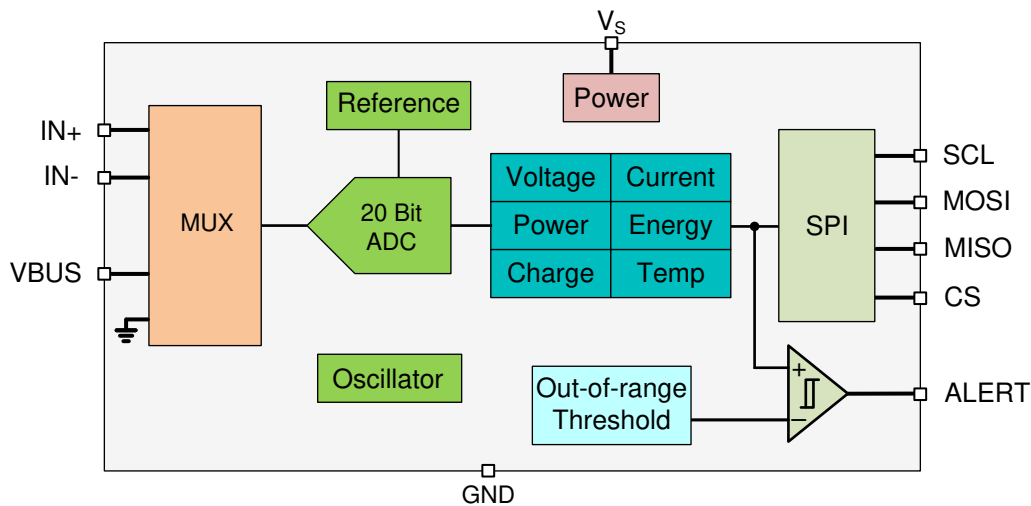 VS
Reference
Power
IN+
IN-
VBUS
MUX
20 Bit
ADC
Voltage
Current
Power
Energy
Charge
Temp
SPI
SCL
MOSI
MISO
CS
Oscillator
Out-of-range
Threshold
+
−
ALERT
GND